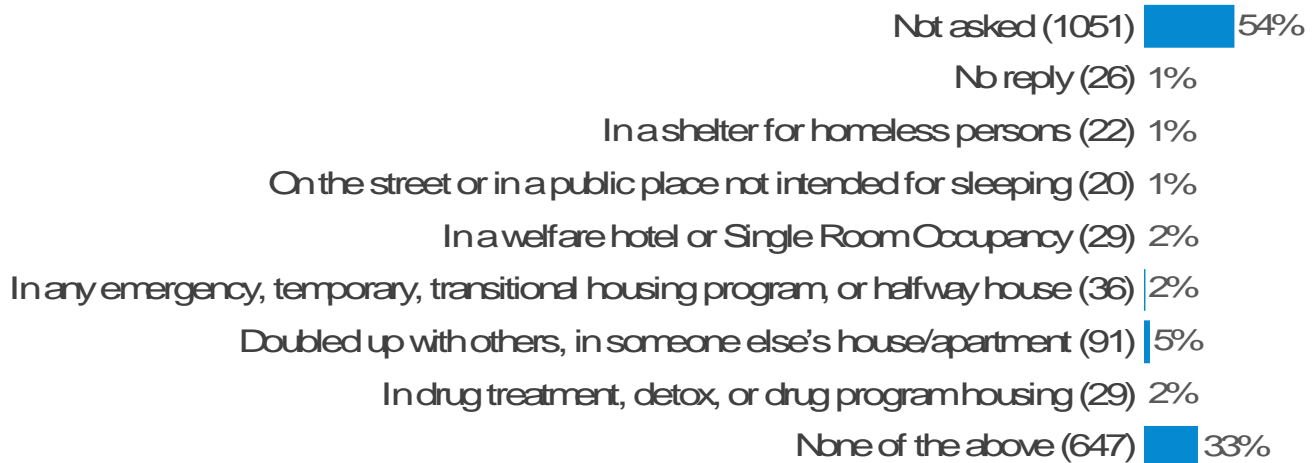 Not asked (1051) 54%
No reply (26) 1%
In a shelter for homeless persons (22) 1%
On the street or in a public place not intended for sleeping (20) 1%
In a welfare hotel or Single Room Occupancy (29) 2%
In any emergency, temporary, transitional housing program, or halfway house (36) 2%
Doubled up with others, in someone else’s house/apartment (91) 5%
In drug treatment, detox, or drug program housing (29) 2%
None of the above (647) 33%